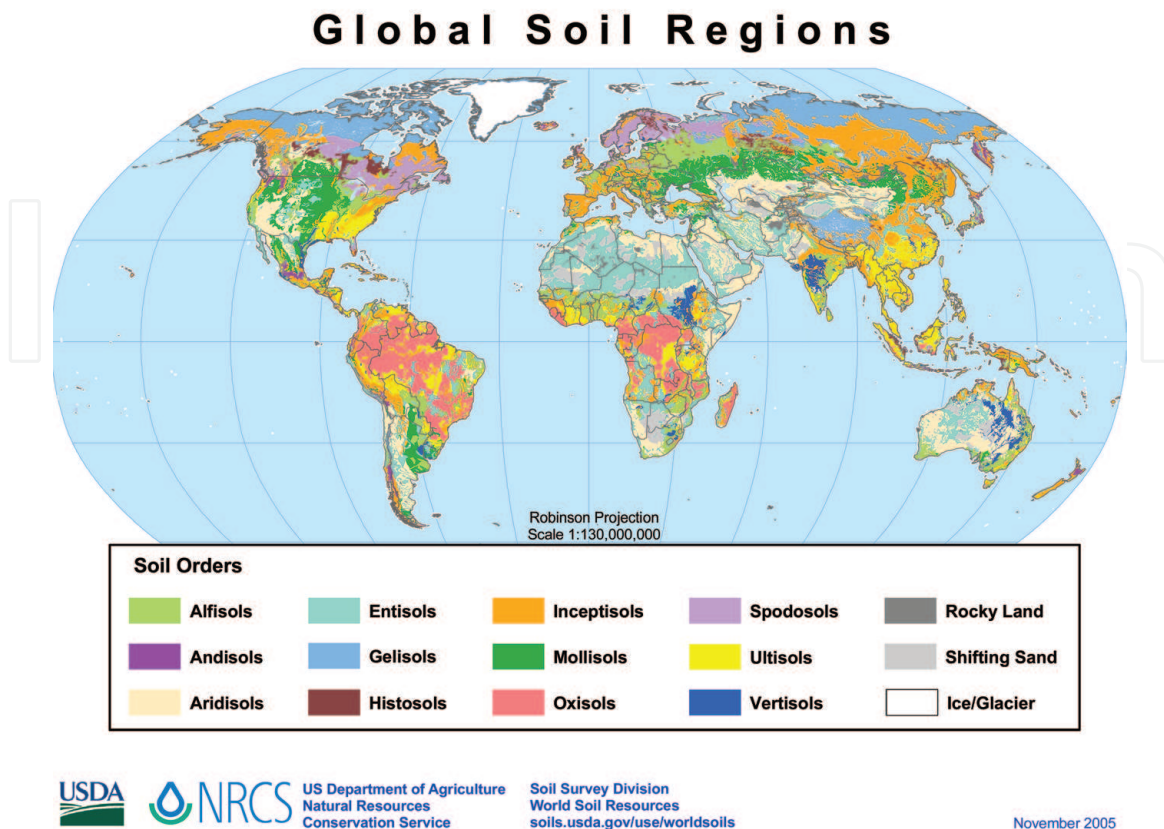 Global Soil Regions
Robinson Projection
Scale 1:130,000,000
Soil Orders
Alfisols
Entisols
Inceptisols
Spodosols
Rocky Land
Andisols
Gelisols
Mollisols
Ultisols
Shifting Sand
Aridisols
Histosols
Oxisols
Vertisols
Ice/Glacier
USDA
NRCS
US Department of Agriculture
Natural Resources
Conservation Service
Soil Survey Division
World Soil Resources
soils.usda.gov/use/worldsoils
November 2005